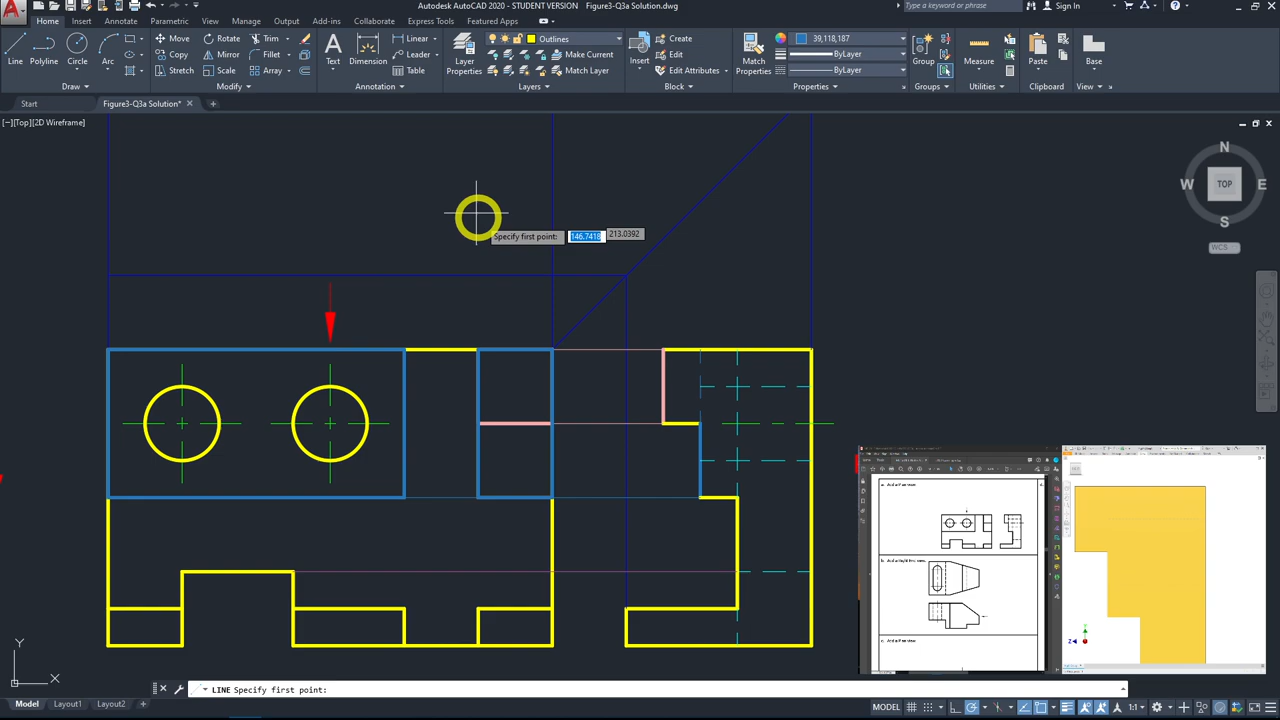 Autodesk AutoCAD 2020 - STUDENT VERSION Figure3-Q3a Solution.dwg
Type a keyword or phrase
Sign In
Home Insert Annotate Parametric View Manage Output Add-ins Collaborate Express Tools Featured Apps
Line Polyline Circle Arc
Move Rotate Trim
Copy Mirror Fillet
Stretch Scale Array
Text Dimension
Linear
Leader
Table
Layer Properties
Outlines
Make Current
Match Layer
Insert
Create
Edit
Edit Attributes
Match Properties
39,118,187
ByLayer
ByLayer
Group
Measure
Paste
Base
Draw Modify Annotation Layers Block Properties Groups Utilities Clipboard View
Start Figure3-Q3a Solution*
[−][Top][2D Wireframe]
N
W TOP E
S
WCS
Specify first point: 146.7418 213.0392
Y
X
Z
LINE Specify first point:
Model Layout1 Layout2
MODEL
1:1